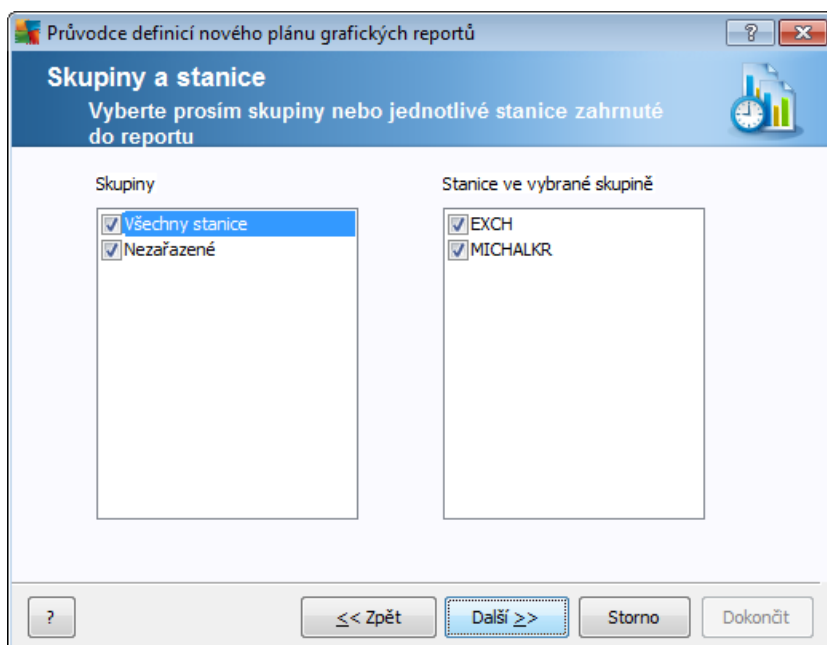 Průvodce definicí nového plánu grafických reportů
?
Skupiny a stanice
Vyberte prosím skupiny nebo jednotlivé stanice zahrnuté
do reportu
Skupiny
Stanice ve vybrané skupině
Všechny stanice
Nezařazené
EXCH
MICHALKR
?
<< Zpět
Další >>
Storno
Dokončit